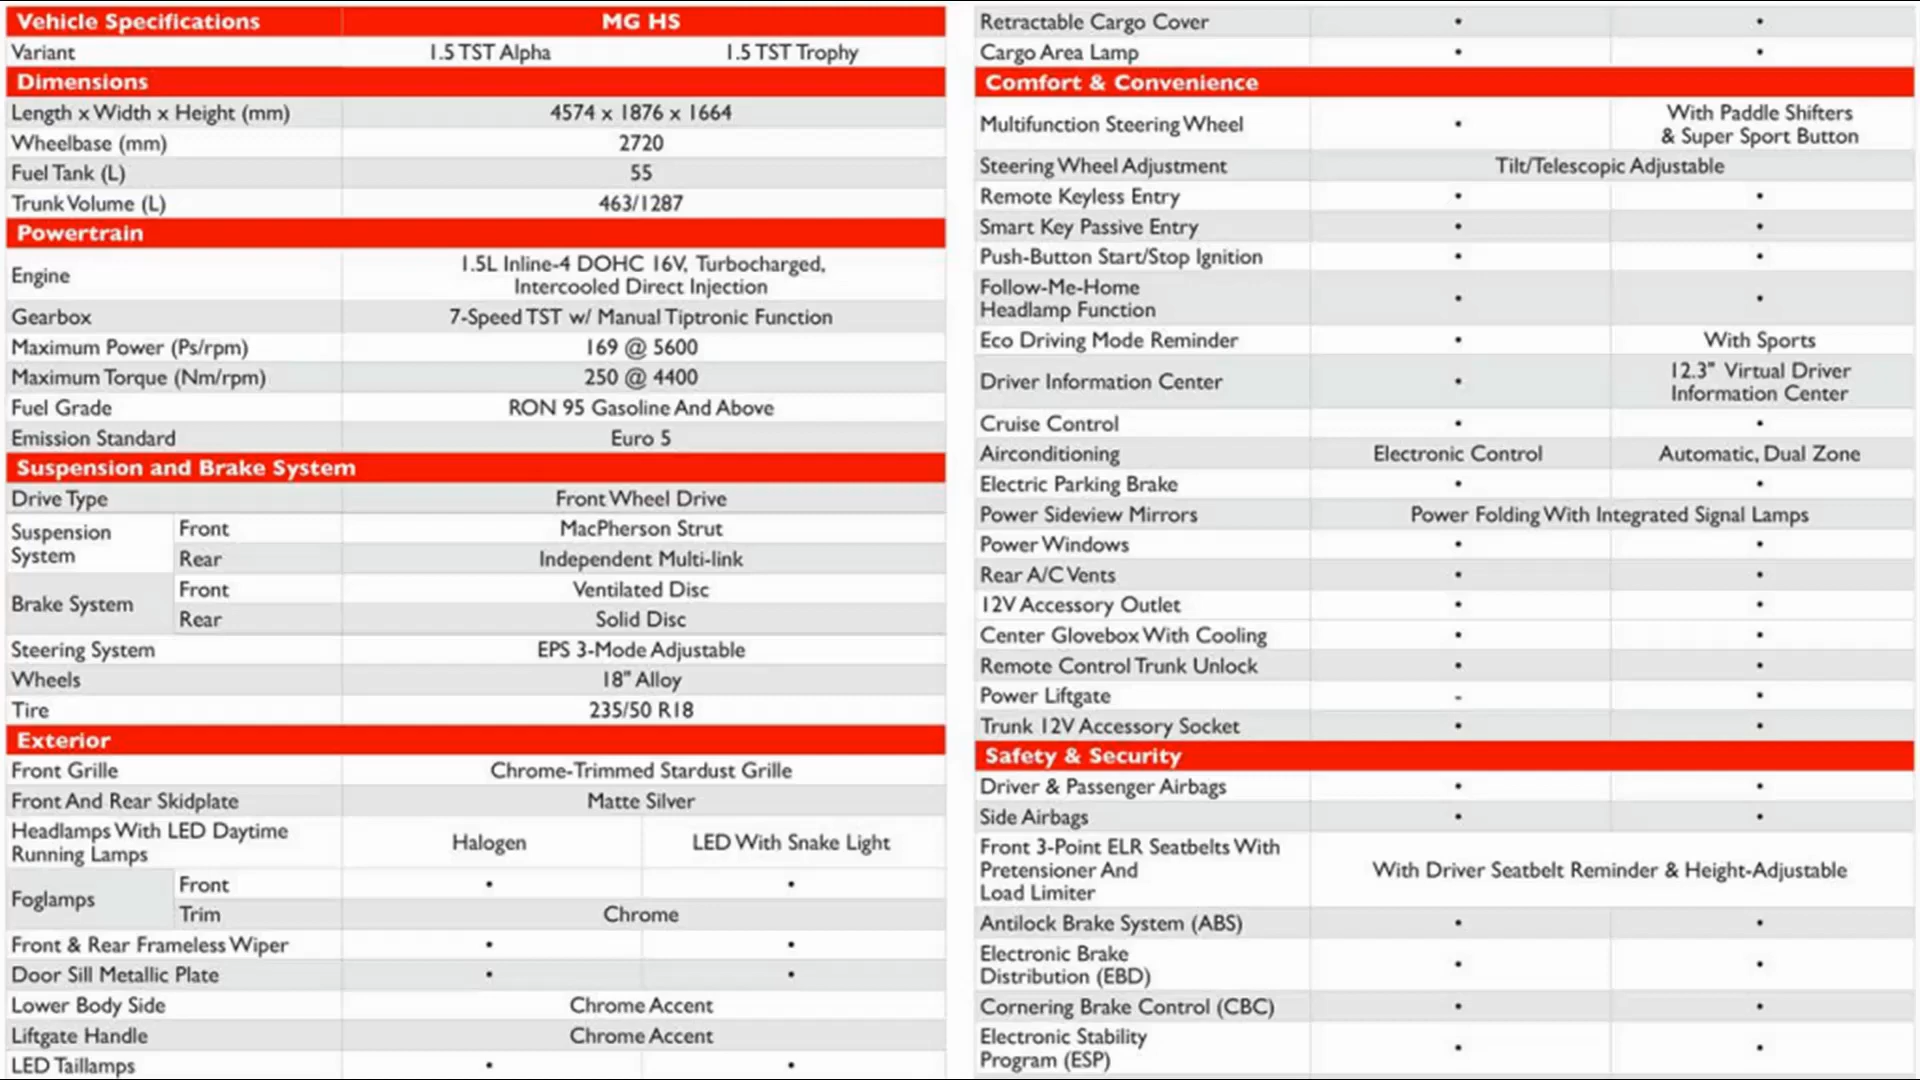 Vehicle Specifications MG HS
Variant 1.5 TST Alpha 1.5 TST Trophy
Dimensions
Length x Width x Height (mm) 4574 x 1876 x 1664
Wheelbase (mm) 2720
Fuel Tank (L) 55
Trunk Volume (L) 463/1287
Powertrain
Engine 1.5L Inline-4 DOHC 16V, Turbocharged,
Intercooled Direct Injection
Gearbox 7-Speed TST w/ Manual Tiptronic Function
Maximum Power (Ps/rpm) 169 @ 5600
Maximum Torque (Nm/rpm) 250 @ 4400
Fuel Grade RON 95 Gasoline And Above
Emission Standard Euro 5
Suspension and Brake System
Drive Type Front Wheel Drive
Suspension System Front MacPherson Strut
Rear Independent Multi-link
Brake System Front Ventilated Disc
Rear Solid Disc
Steering System EPS 3-Mode Adjustable
Wheels 18" Alloy
Tire 235/50 R18
Exterior
Front Grille Chrome-Trimmed Stardust Grille
Front And Rear Skidplate Matte Silver
Headlamps With LED Daytime
Running Lamps Halogen LED With Snake Light
Foglamps Front • •
Trim Chrome
Front & Rear Frameless Wiper • •
Door Sill Metallic Plate • •
Lower Body Side Chrome Accent
Liftgate Handle Chrome Accent
LED Taillamps • •
Retractable Cargo Cover • •
Cargo Area Lamp • •
Comfort & Convenience
Multifunction Steering Wheel • With Paddle Shifters
& Super Sport Button
Steering Wheel Adjustment Tilt/Telescopic Adjustable
Remote Keyless Entry • •
Smart Key Passive Entry • •
Push-Button Start/Stop Ignition • •
Follow-Me-Home
Headlamp Function • •
Eco Driving Mode Reminder • With Sports
Driver Information Center • 12.3" Virtual Driver
Information Center
Cruise Control • •
Airconditioning Electronic Control Automatic, Dual Zone
Electric Parking Brake • •
Power Sideview Mirrors Power Folding With Integrated Signal Lamps
Power Windows • •
Rear A/C Vents • •
12V Accessory Outlet • •
Center Glovebox With Cooling • •
Remote Control Trunk Unlock • •
Power Liftgate - •
Trunk 12V Accessory Socket • •
Safety & Security
Driver & Passenger Airbags • •
Side Airbags • •
Front 3-Point ELR Seatbelts With
Pretensioner And
Load Limiter With Driver Seatbelt Reminder & Height-Adjustable
Antilock Brake System (ABS) • •
Electronic Brake
Distribution (EBD) • •
Cornering Brake Control (CBC) • •
Electronic Stability
Program (ESP) • •